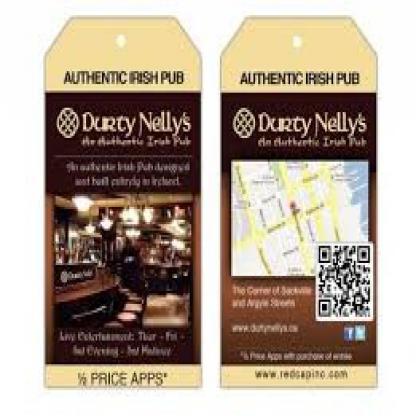 AUTHENTIC IRISH PUB
Durty Nelly's
An Authentic Irish Pub
An authentic Irish Pub designed
and built entirely in Ireland.
Durty Nelly's
Live Entertainment: Thur - Fri -
Sat Evening - Sat Matinee
½ PRICE APPS*
AUTHENTIC IRISH PUB
Durty Nelly's
An Authentic Irish Pub
The Corner of Sackville
and Argyle Streets
www.durtynellys.ca
*½ Price Apps with purchase of entrée
www.redsapinc.com